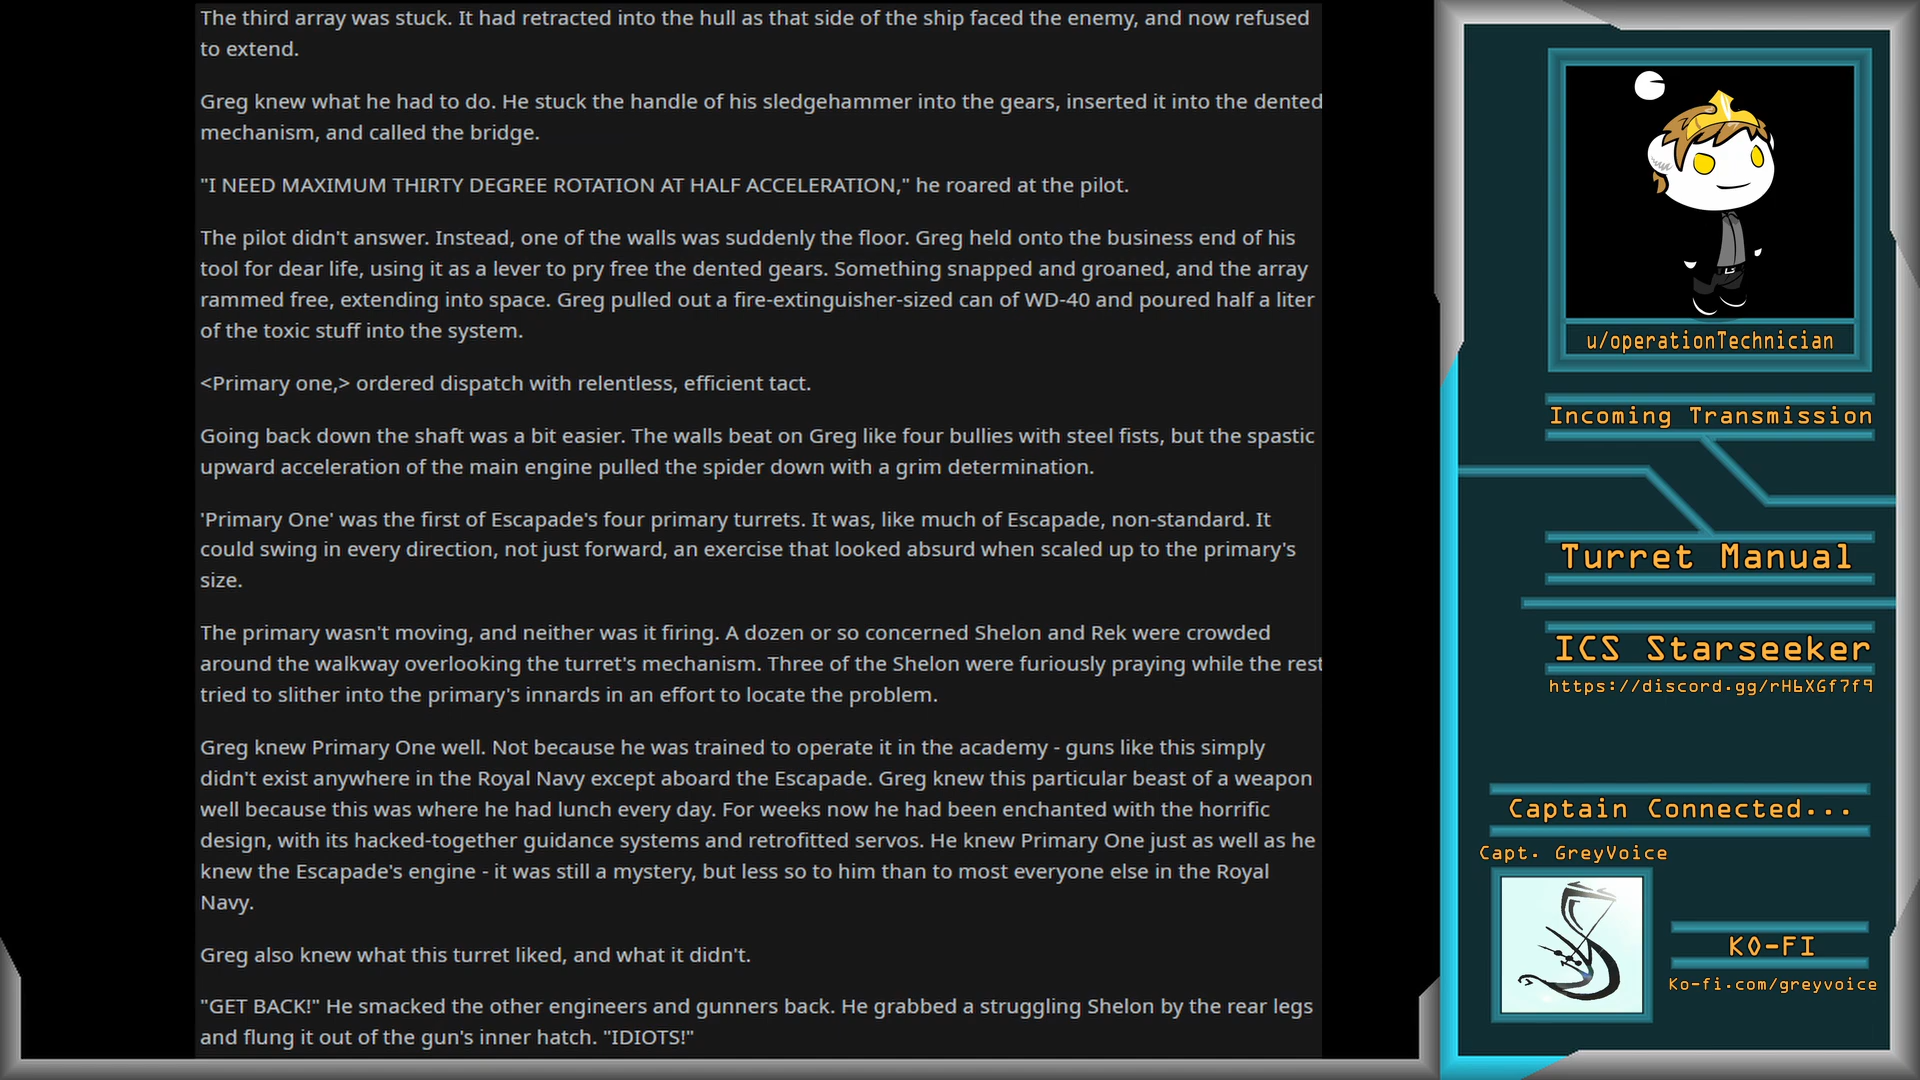 The third array was stuck. It had retracted into the hull as that side of the ship faced the enemy, and now refused
to extend.
Greg knew what he had to do. He stuck the handle of his sledgehammer into the gears, inserted it into the dented
mechanism, and called the bridge.
"I NEED MAXIMUM THIRTY DEGREE ROTATION AT HALF ACCELERATION," he roared at the pilot.
The pilot didn't answer. Instead, one of the walls was suddenly the floor. Greg held onto the business end of his
tool for dear life, using it as a lever to pry free the dented gears. Something snapped and groaned, and the array
rammed free, extending into space. Greg pulled out a fire-extinguisher-sized can of WD-40 and poured half a liter
of the toxic stuff into the system.
<Primary one,> ordered dispatch with relentless, efficient tact.
Going back down the shaft was a bit easier. The walls beat on Greg like four bullies with steel fists, but the spastic
upward acceleration of the main engine pulled the spider down with a grim determination.
'Primary One' was the first of Escapade's four primary turrets. It was, like much of Escapade, non-standard. It
could swing in every direction, not just forward, an exercise that looked absurd when scaled up to the primary's
size.
The primary wasn't moving, and neither was it firing. A dozen or so concerned Shelon and Rek were crowded
around the walkway overlooking the turret's mechanism. Three of the Shelon were furiously praying while the rest
tried to slither into the primary's innards in an effort to locate the problem.
Greg knew Primary One well. Not because he was trained to operate it in the academy - guns like this simply
didn't exist anywhere in the Royal Navy except aboard the Escapade. Greg knew this particular beast of a weapon
well because this was where he had lunch every day. For weeks now he had been enchanted with the horrific
design, with its hacked-together guidance systems and retrofitted servos. He knew Primary One just as well as he
knew the Escapade's engine - it was still a mystery, but less so to him than to most everyone else in the Royal
Navy.
Greg also knew what this turret liked, and what it didn't.
"GET BACK!" He smacked the other engineers and gunners back. He grabbed a struggling Shelon by the rear legs
and flung it out of the gun's inner hatch. "IDIOTS!"
u/operationTechnician
Incoming Transmission
Turret Manual
ICS Starseeker
https://discord.gg/rH6XGf7f9
Captain Connected...
Capt. GreyVoice
KO-FI
Ko-fi.com/greyvoice